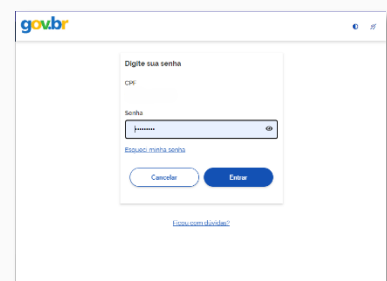 gov.br
Digite sua senha
CPF
Senha
Esqueci minha senha
Cancelar Entrar
Ficou com dúvidas?